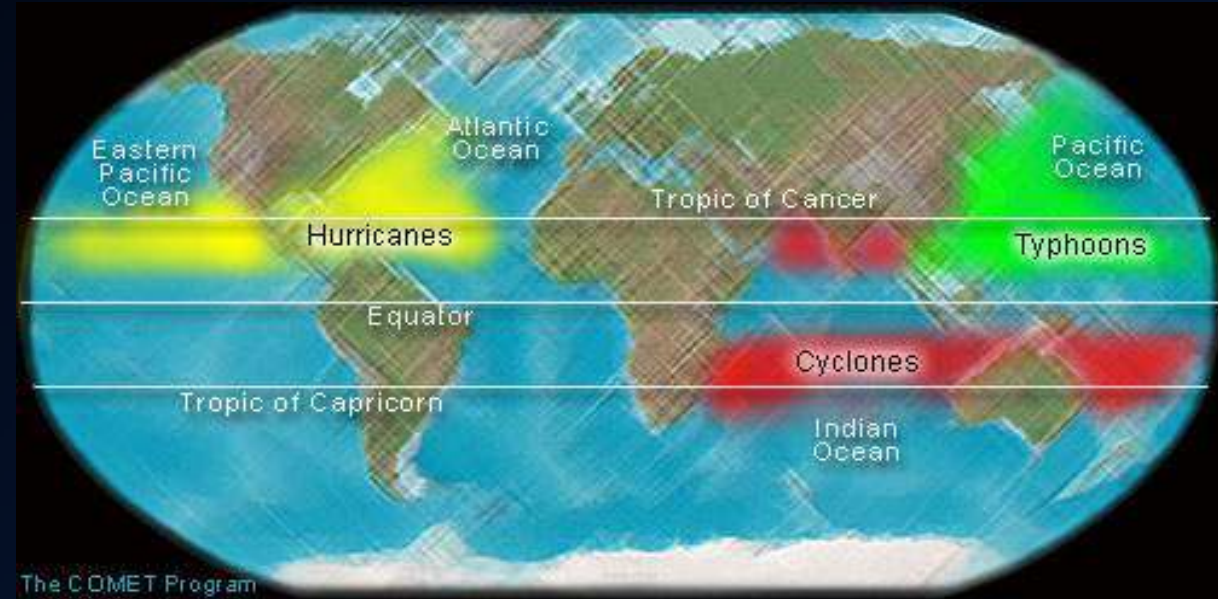 Eastern
Pacific
Ocean
Atlantic
Ocean
Pacific
Ocean
Tropic of Cancer
Hurricanes
Typhoons
Equator
Cyclones
Tropic of Capricorn
Indian
Ocean
The COMET Program